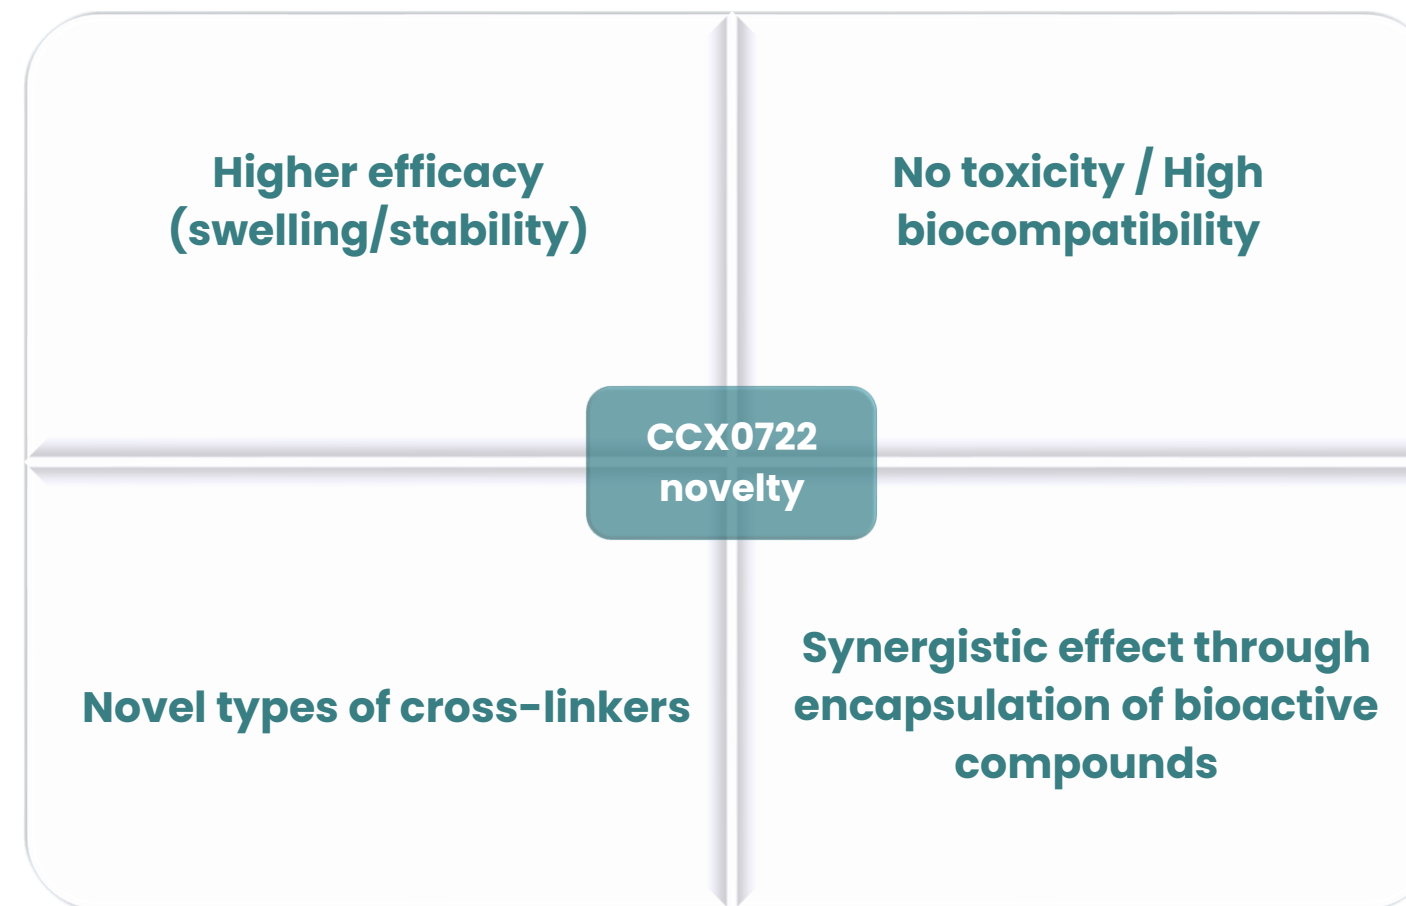 Higher efficacy
(swelling/stability)
No toxicity / High
biocompatibility
CCX0722
novelty
Novel types of cross-linkers
Synergistic effect through
encapsulation of bioactive
compounds